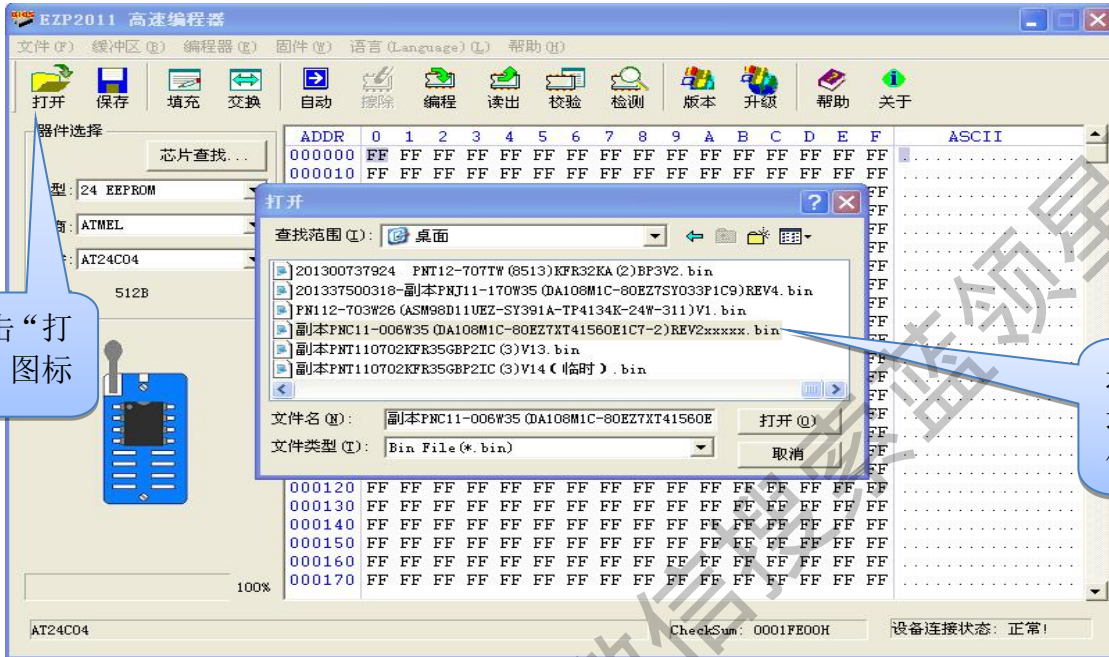 EZP2011 高速编程器
文件(F) 缓冲区(B) 编程器(E) 固件(W) 语言(Language)(L) 帮助(H)
打开 保存 填充 交换 自动 擦除 编程 读出 校验 检测 版本 升级 帮助 关于
器件选择
芯片查找...
型: 24 EEPROM
商: ATMEL
AT24C04
512B
击“打
图标
100%
ADDR 0 1 2 3 4 5 6 7 8 9 A B C D E F ASCII
000000 FF FF FF FF FF FF FF FF FF FF FF FF FF FF FF FF ................
000010 FF FF FF FF FF FF FF FF FF FF FF FF FF FF FF FF ................
打开
查找范围(I): 桌面
201300737924 PNT12-707TW(8513)KFR32KA(2)BP3V2.bin
201337500318-副本PNJ11-170W35(DA108M1C-80EZ7SY033P1C9)REV4.bin
PN112-703W26(ASM98D11UEZ-SY391A-TP4134K-24W-311)V1.bin
副本PNC11-006W35(DA108M1C-80EZ7XT41560E1C7-2)REV2xxxxx.bin
副本PNT110702KFR35GBP2IC(3)V13.bin
副本PNT110702KFR35GBP2IC(3)V14(临时).bin
文件名(N): 副本PNC11-006W35(DA108M1C-80EZ7XT41560E 打开(O)
文件类型(T): Bin File(*.bin) 取消
000120 FF FF FF FF FF FF FF FF FF FF FF FF FF FF FF FF ................
000130 FF FF FF FF FF FF FF FF FF FF FF FF FF FF FF FF ................
000140 FF FF FF FF FF FF FF FF FF FF FF FF FF FF FF FF ................
000150 FF FF FF FF FF FF FF FF FF FF FF FF FF FF FF FF ................
000160 FF FF FF FF FF FF FF FF FF FF FF FF FF FF FF FF ................
000170 FF FF FF FF FF FF FF FF FF FF FF FF FF FF FF FF ................
AT24C04 CheckSum: 0001FE00H 设备连接状态: 正常!
微信搜索蓝领星